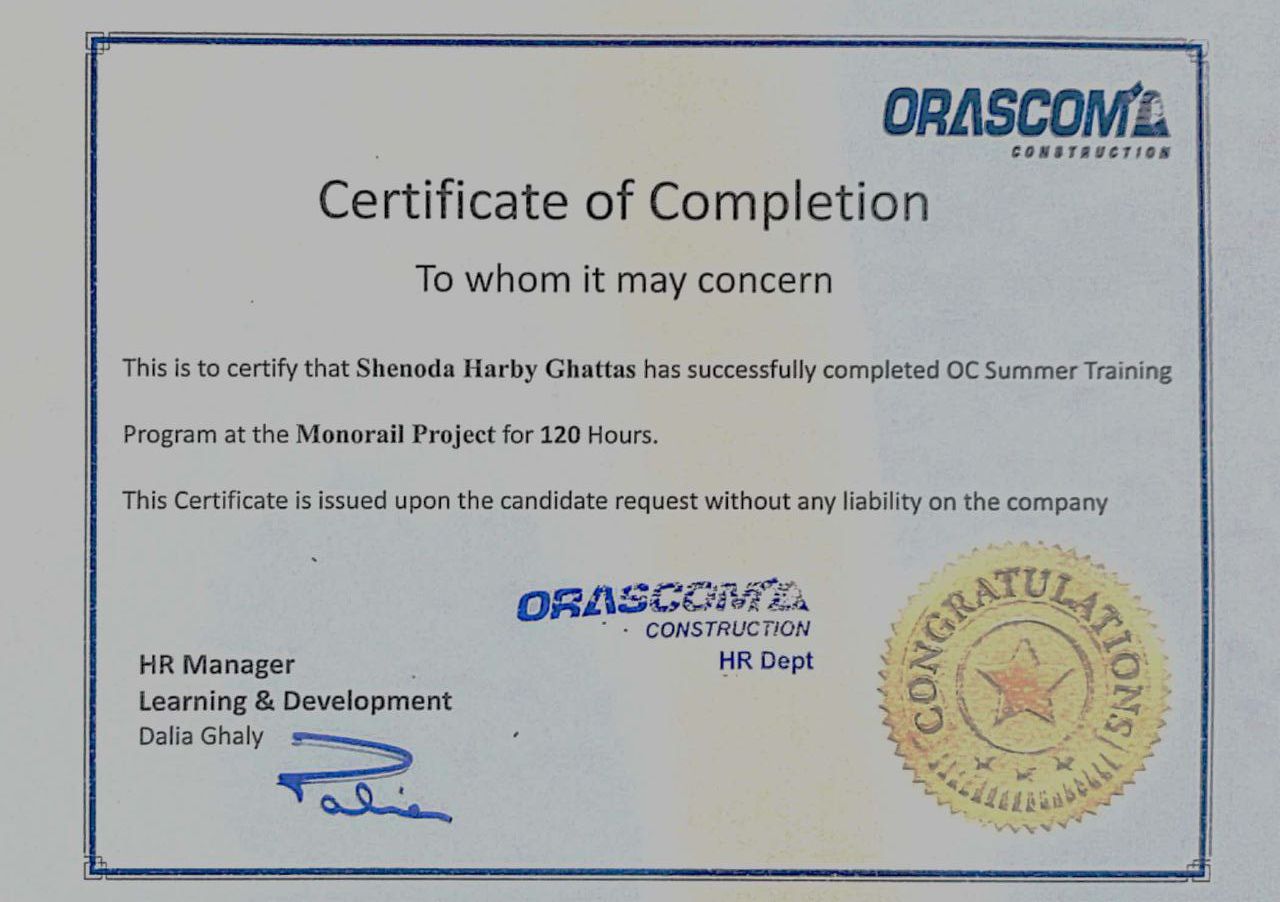 ORASCOM
CONSTRUCTION
Certificate of Completion
To whom it may concern
This is to certify that Shenoda Harby Ghattas has successfully completed OC Summer Training
Program at the Monorail Project for 120 Hours.
This Certificate is issued upon the candidate request without any liability on the company
ORASCOM
CONSTRUCTION
HR Dept
HR Manager
Learning & Development
Dalia Ghaly
Dalia
CONGRATULATIONS